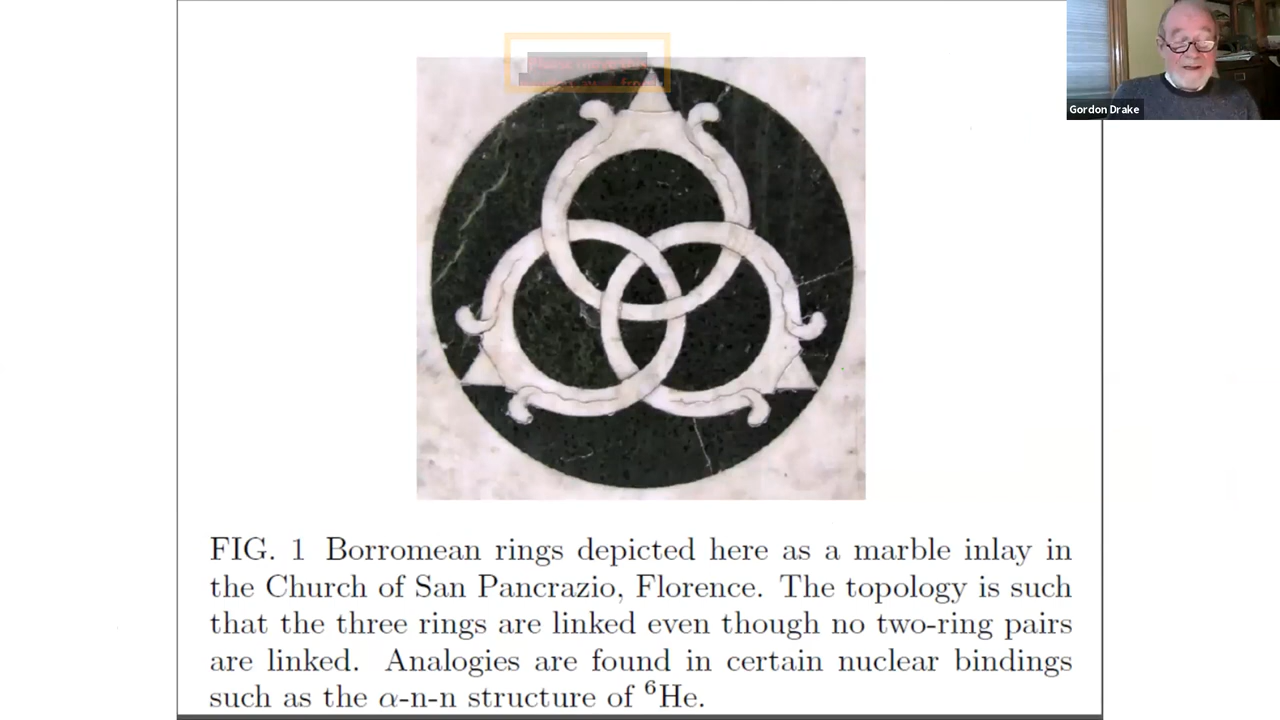 Gordon Drake
FIG. 1 Borromean rings depicted here as a marble inlay in
the Church of San Pancrazio, Florence. The topology is such
that the three rings are linked even though no two-ring pairs
are linked. Analogies are found in certain nuclear bindings
such as the α-n-n structure of ⁶He.